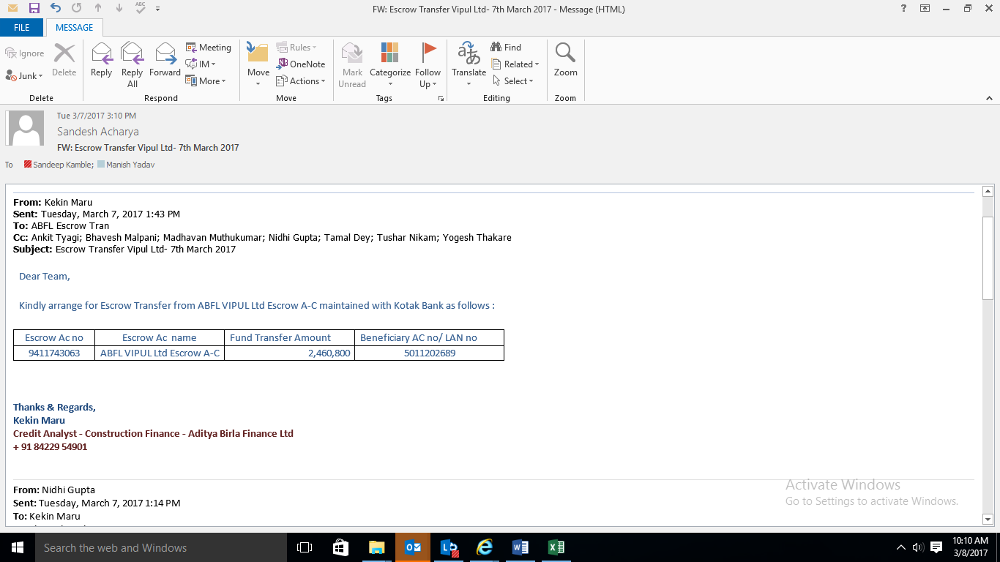 FW: Escrow Transfer Vipul Ltd- 7th March 2017 - Message (HTML)
FILE
MESSAGE
Ignore
Junk
Delete
Delete
Reply
Reply All
Forward
Meeting
IM
More
Respond
Move
Rules
OneNote
Actions
Move
Mark Unread
Categorize
Follow Up
Tags
Translate
Find
Related
Select
Editing
Zoom
Zoom
Tue 3/7/2017 3:10 PM
Sandesh Acharya
FW: Escrow Transfer Vipul Ltd- 7th March 2017
To Sandeep Kamble; Manish Yadav
From: Kekin Maru
Sent: Tuesday, March 7, 2017 1:43 PM
To: ABFL Escrow Tran
Cc: Ankit Tyagi; Bhavesh Malpani; Madhavan Muthukumar; Nidhi Gupta; Tamal Dey; Tushar Nikam; Yogesh Thakare
Subject: Escrow Transfer Vipul Ltd- 7th March 2017
Dear Team,
Kindly arrange for Escrow Transfer from ABFL VIPUL Ltd Escrow A-C maintained with Kotak Bank as follows :
Escrow Ac no Escrow Ac name Fund Transfer Amount Beneficiary AC no/ LAN no
9411743063 ABFL VIPUL Ltd Escrow A-C 2,460,800 5011202689
Thanks & Regards,
Kekin Maru
Credit Analyst - Construction Finance - Aditya Birla Finance Ltd
+ 91 84229 54901
From: Nidhi Gupta
Sent: Tuesday, March 7, 2017 1:14 PM
To: Kekin Maru
Activate Windows
Go to Settings to activate Windows.
Search the web and Windows
10:10 AM
3/8/2017